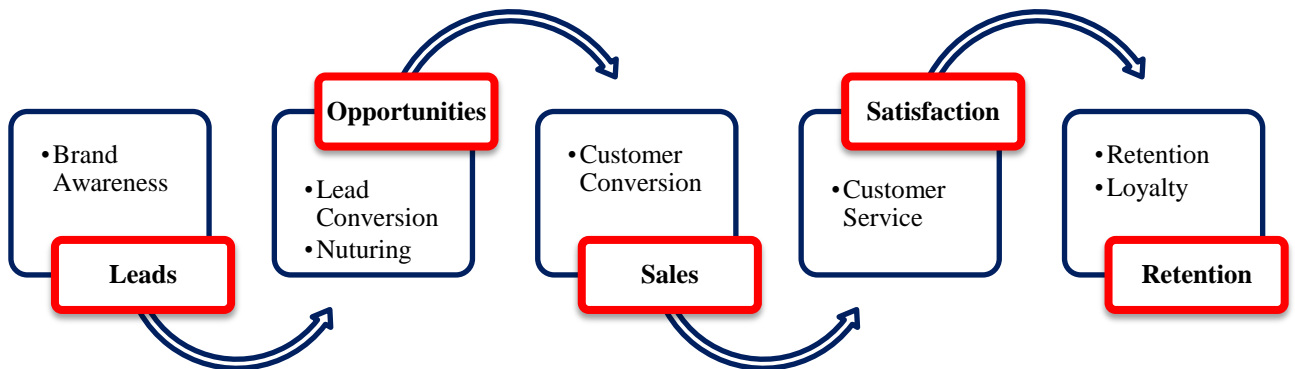 •Brand
Awareness
Leads
Opportunities
•Lead
Conversion
•Nuturing
•Customer
Conversion
Sales
Satisfaction
•Customer
Service
•Retention
•Loyalty
Retention